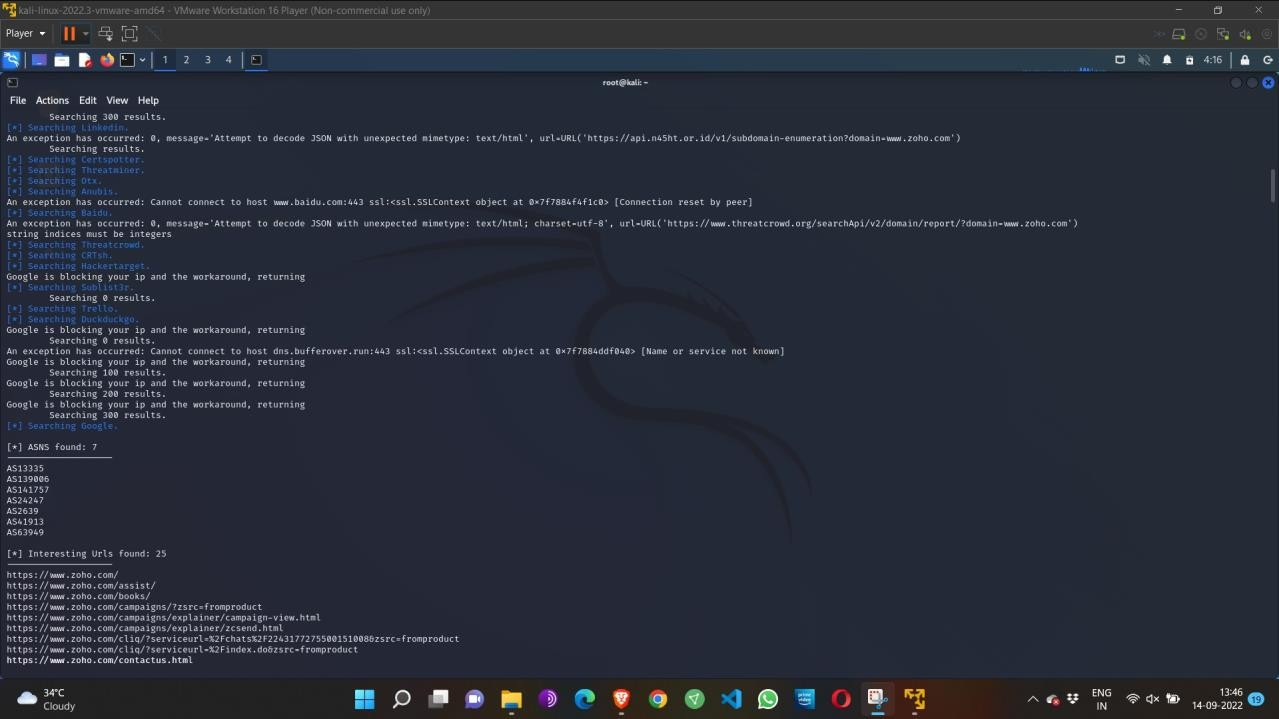 kali-linux-2022.3-vmware-amd64 - VMware Workstation 16 Player (Non-commercial use only)
Player
1 2 3 4
4:16
root@kali: ~
File Actions Edit View Help
Searching 300 results.
[*] Searching Linkedin.
An exception has occurred: 0, message='Attempt to decode JSON with unexpected mimetype: text/html', url=URL('https://api.n45ht.or.id/v1/subdomain-enumeration?domain=www.zoho.com')
Searching results.
[*] Searching Certspotter.
[*] Searching Threatminer.
[*] Searching Otx.
[*] Searching Anubis.
An exception has occurred: Cannot connect to host www.baidu.com:443 ssl:<ssl.SSLContext object at 0×7f7884f4f1c0> [Connection reset by peer]
[*] Searching Baidu.
An exception has occurred: 0, message='Attempt to decode JSON with unexpected mimetype: text/html; charset=utf-8', url=URL('https://www.threatcrowd.org/searchApi/v2/domain/report/?domain=www.zoho.com')
string indices must be integers
[*] Searching Threatcrowd.
[*] Searching CRTsh.
[*] Searching Hackertarget.
Google is blocking your ip and the workaround, returning
[*] Searching Sublist3r.
Searching 0 results.
[*] Searching Trello.
[*] Searching Duckduckgo.
Google is blocking your ip and the workaround, returning
Searching 0 results.
An exception has occurred: Cannot connect to host dns.bufferover.run:443 ssl:<ssl.SSLContext object at 0×7f7884ddf040> [Name or service not known]
Google is blocking your ip and the workaround, returning
Searching 100 results.
Google is blocking your ip and the workaround, returning
Searching 200 results.
Google is blocking your ip and the workaround, returning
Searching 300 results.
[*] Searching Google.
[*] ASNS found: 7
AS13335
AS139006
AS141757
AS24247
AS2639
AS41913
AS63949
[*] Interesting Urls found: 25
https://www.zoho.com/
https://www.zoho.com/assist/
https://www.zoho.com/books/
https://www.zoho.com/campaigns/?zsrc=fromproduct
https://www.zoho.com/campaigns/explainer/campaign-view.html
https://www.zoho.com/campaigns/explainer/zcsend.html
https://www.zoho.com/cliq/?serviceurl=%2Fchats%2F2243177275500151008&zsrc=fromproduct
https://www.zoho.com/cliq/?serviceurl=%2Findex.do&zsrc=fromproduct
https://www.zoho.com/contactus.html
34°C
Cloudy
prime video
ENG
IN
13:46
14-09-2022
19